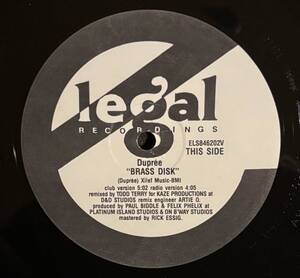 legal
RECORDINGS
ELS846202V
THIS SIDE
Duprée
"BRASS DISK"
(Duprée) Xilef Music-BMI
club version 5:02 radio version 4:05
remixed by TODD TERRY for KAZE PRODUCTIONS at
D&D STUDIOS remix engineer ARTIE O.
produced by PAUL BIDDLE & FELIX PHELIX at
PLATINUM ISLAND STUDIOS & ON B'WAY STUDIOS
mastered by RICK ESSIG.